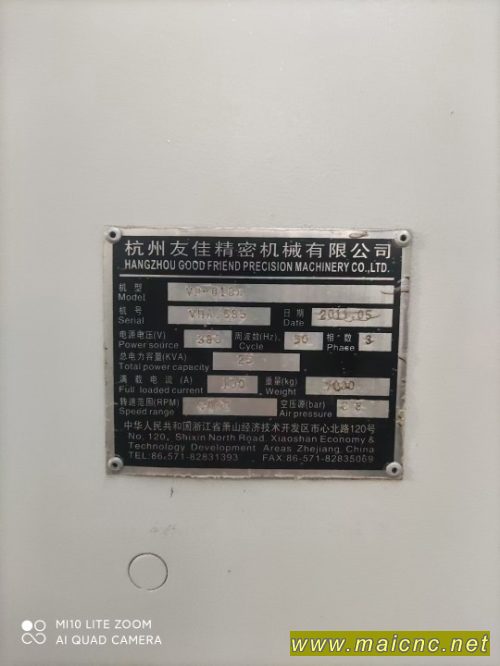 杭州友佳精密机械有限公司
HANGZHOU GOOD FRIEND PRECISION MACHINERY CO.,LTD.
机型
Model
机号 日期 2011.05
Serial Date
电源电压(V) 380 周波数(Hz) 50 相数 3
Power source Cycle Phase
总电力容量(KVA) 25
Total power capacity
满载电流(A) 重量(kg)
Full loaded current Weight
转速范围(RPM) 空压源(bar)
Speed range Air pressure
中华人民共和国浙江省萧山经济技术开发区市心北路120号
No. 120, Shixin North Road, Xiaoshan Economy &
Technology Development Areas Zhejiang, China
TEL:86-571-82831393 FAX:86-571-82835069
MI10 LITE ZOOM
AI QUAD CAMERA
www.maicnc.net